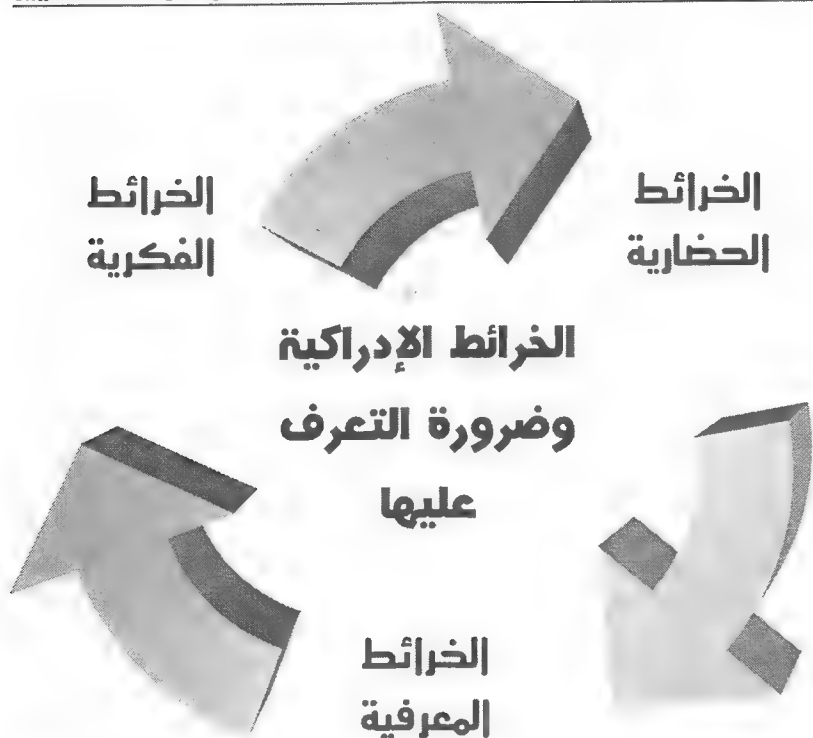 الخرائط
الحضارية
الخرائط
الفكرية
الخرائط الإدراكية
وضرورة التعرف
عليها
الخرائط
المعرفية